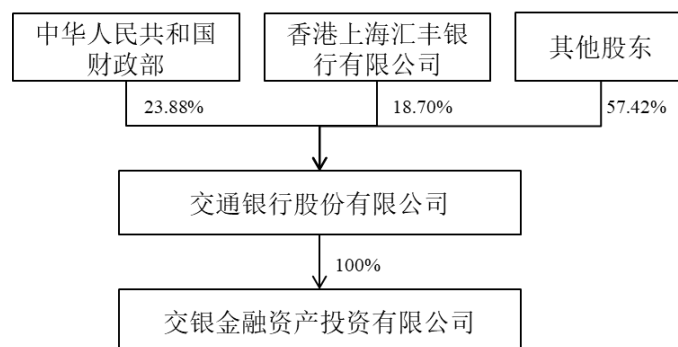 中华人民共和国
财政部
香港上海汇丰银
行有限公司
其他股东
23.88%
18.70%
57.42%
交通银行股份有限公司
100%
交银金融资产投资有限公司